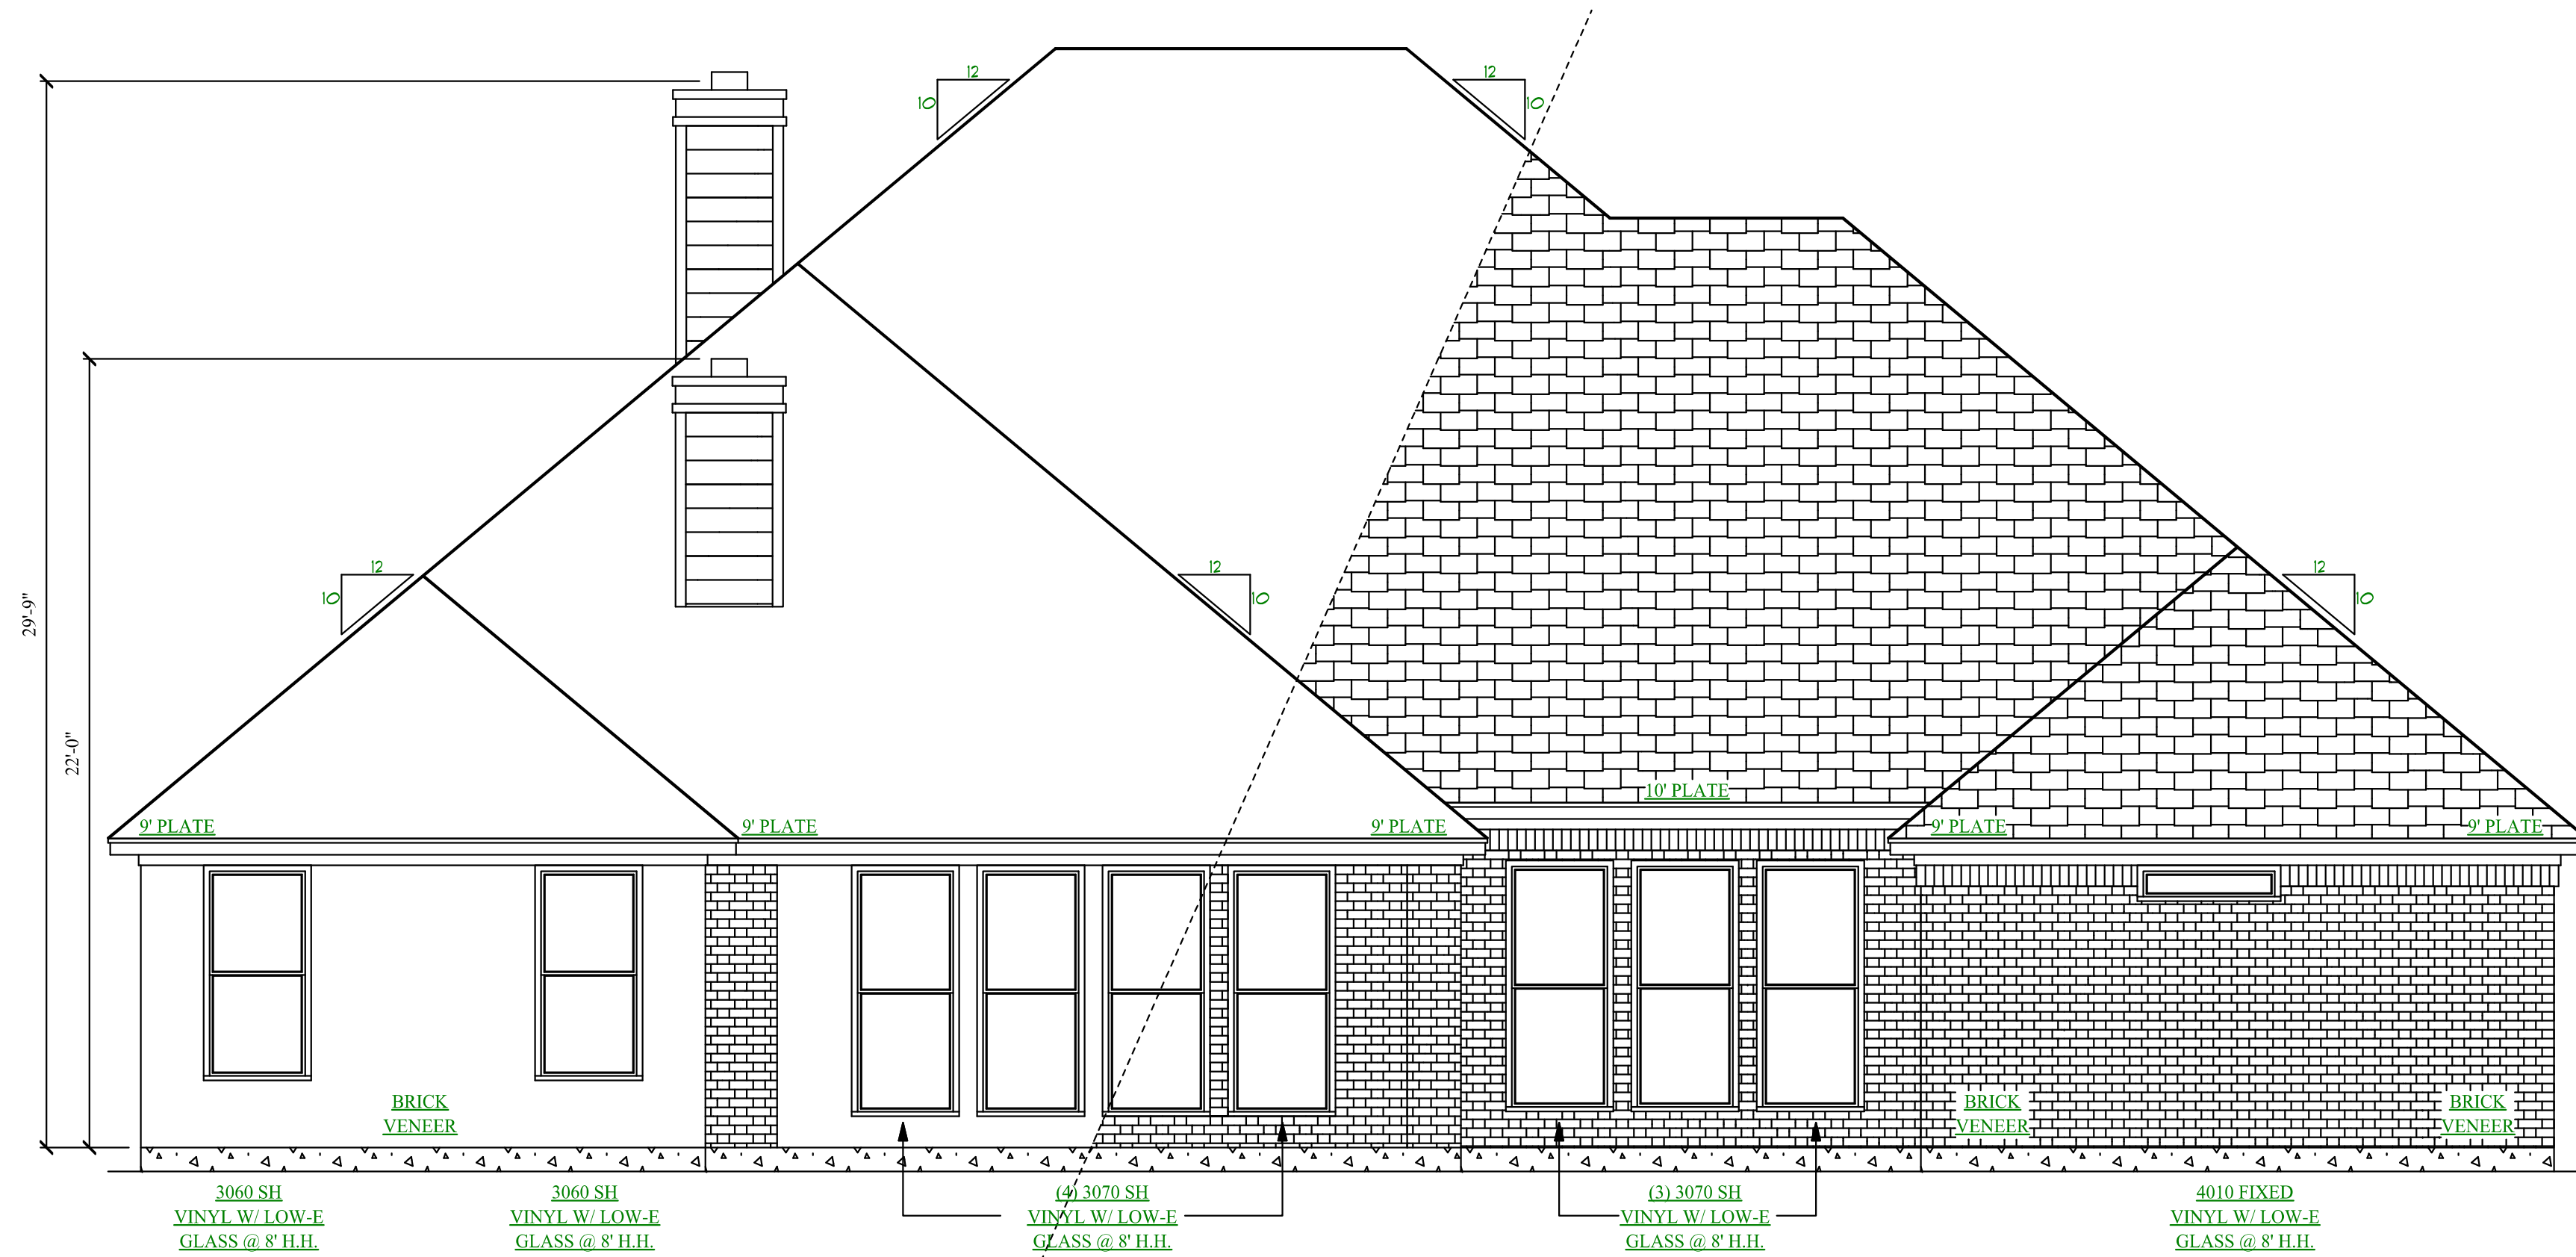 12
10
12
10
29'-9"
22'-0"
12
10
12
10
12
10
10' PLATE
9' PLATE
9' PLATE
9' PLATE
9' PLATE
9' PLATE
BRICK
VENEER
BRICK
VENEER
BRICK
VENEER
3060 SH
VINYL W/ LOW-E
GLASS @ 8' H.H.
3060 SH
VINYL W/ LOW-E
GLASS @ 8' H.H.
(4) 3070 SH
VINYL W/ LOW-E
GLASS @ 8' H.H.
(3) 3070 SH
VINYL W/ LOW-E
GLASS @ 8' H.H.
4010 FIXED
VINYL W/ LOW-E
GLASS @ 8' H.H.